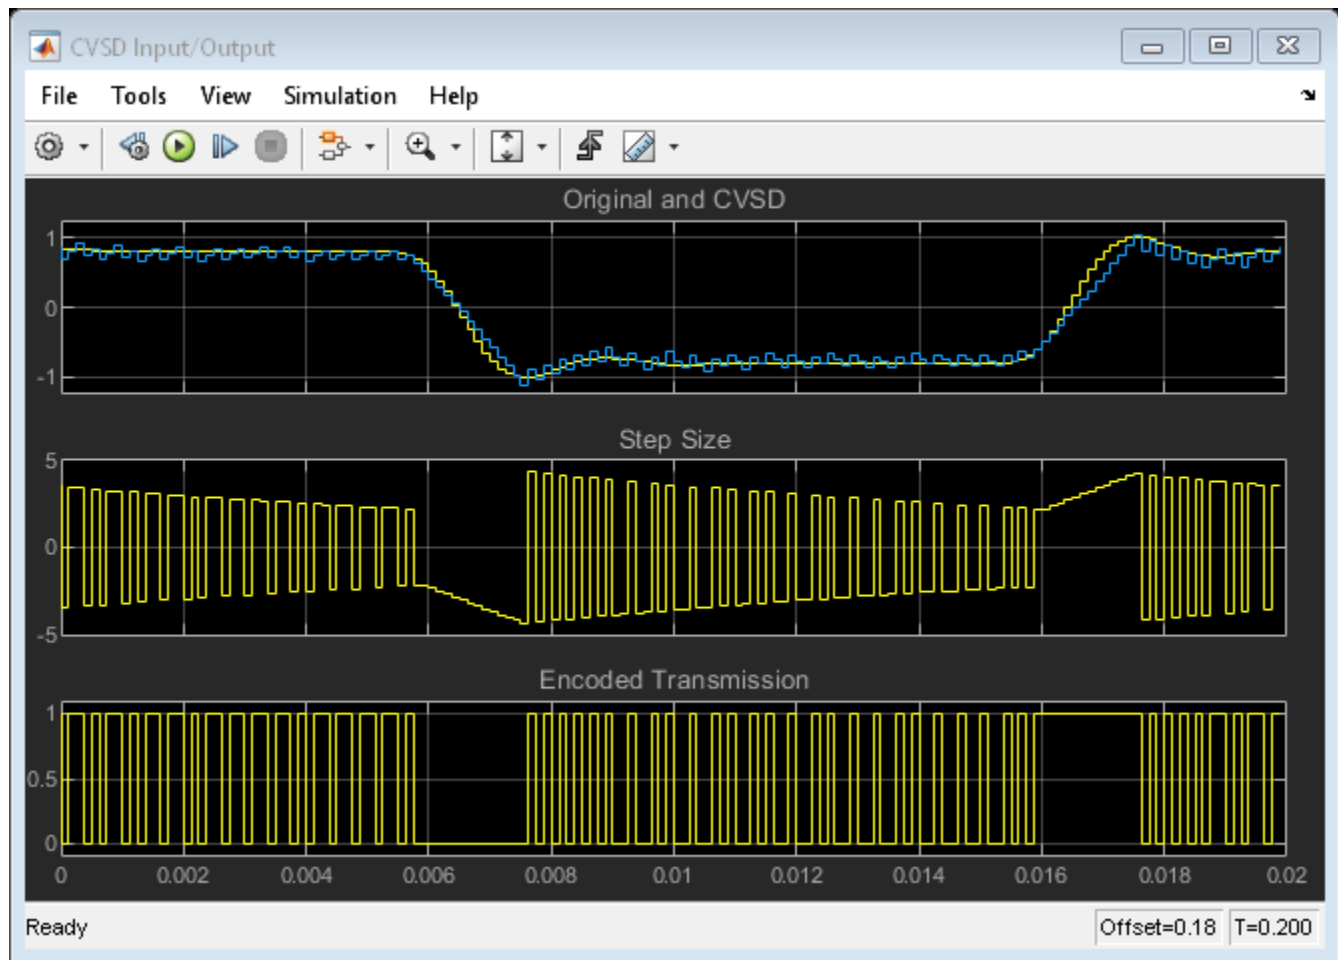 CVSD Input/Output
File Tools View Simulation Help
Original and CVSD
1
0
-1
Step Size
5
0
-5
Encoded Transmission
1
0.5
0
0 0.002 0.004 0.006 0.008 0.01 0.012 0.014 0.016 0.018 0.02
Ready Offset=0.18 T=0.200